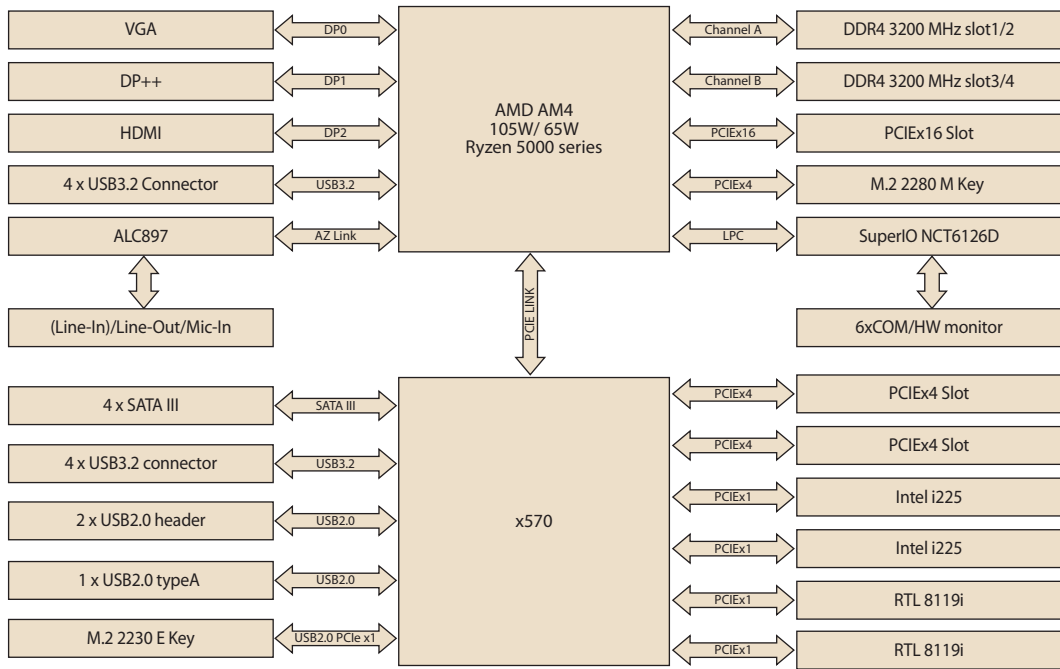 VGA
DP0
Channel A
DDR4 3200 MHz slot1/2
DP++
DP1
Channel B
DDR4 3200 MHz slot3/4
AMD AM4
105W/ 65W
Ryzen 5000 series
HDMI
DP2
PCIEx16
PCIEx16 Slot
4 x USB3.2 Connector
USB3.2
PCIEx4
M.2 2280 M Key
ALC897
AZ Link
LPC
SuperIO NCT6126D
(Line-In)/Line-Out/Mic-In
PCIE LINK
6xCOM/HW monitor
4 x SATA III
SATA III
PCIEx4
PCIEx4 Slot
4 x USB3.2 connector
USB3.2
PCIEx4
PCIEx4 Slot
2 x USB2.0 header
USB2.0
x570
PCIEx1
Intel i225
PCIEx1
Intel i225
1 x USB2.0 typeA
USB2.0
PCIEx1
RTL 8119i
M.2 2230 E Key
USB2.0 PCIe x1
PCIEx1
RTL 8119i